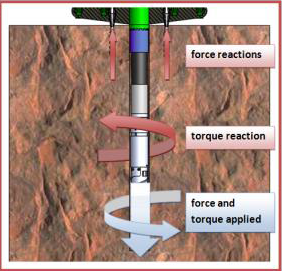 force reactions
torque reaction
force and
torque applied